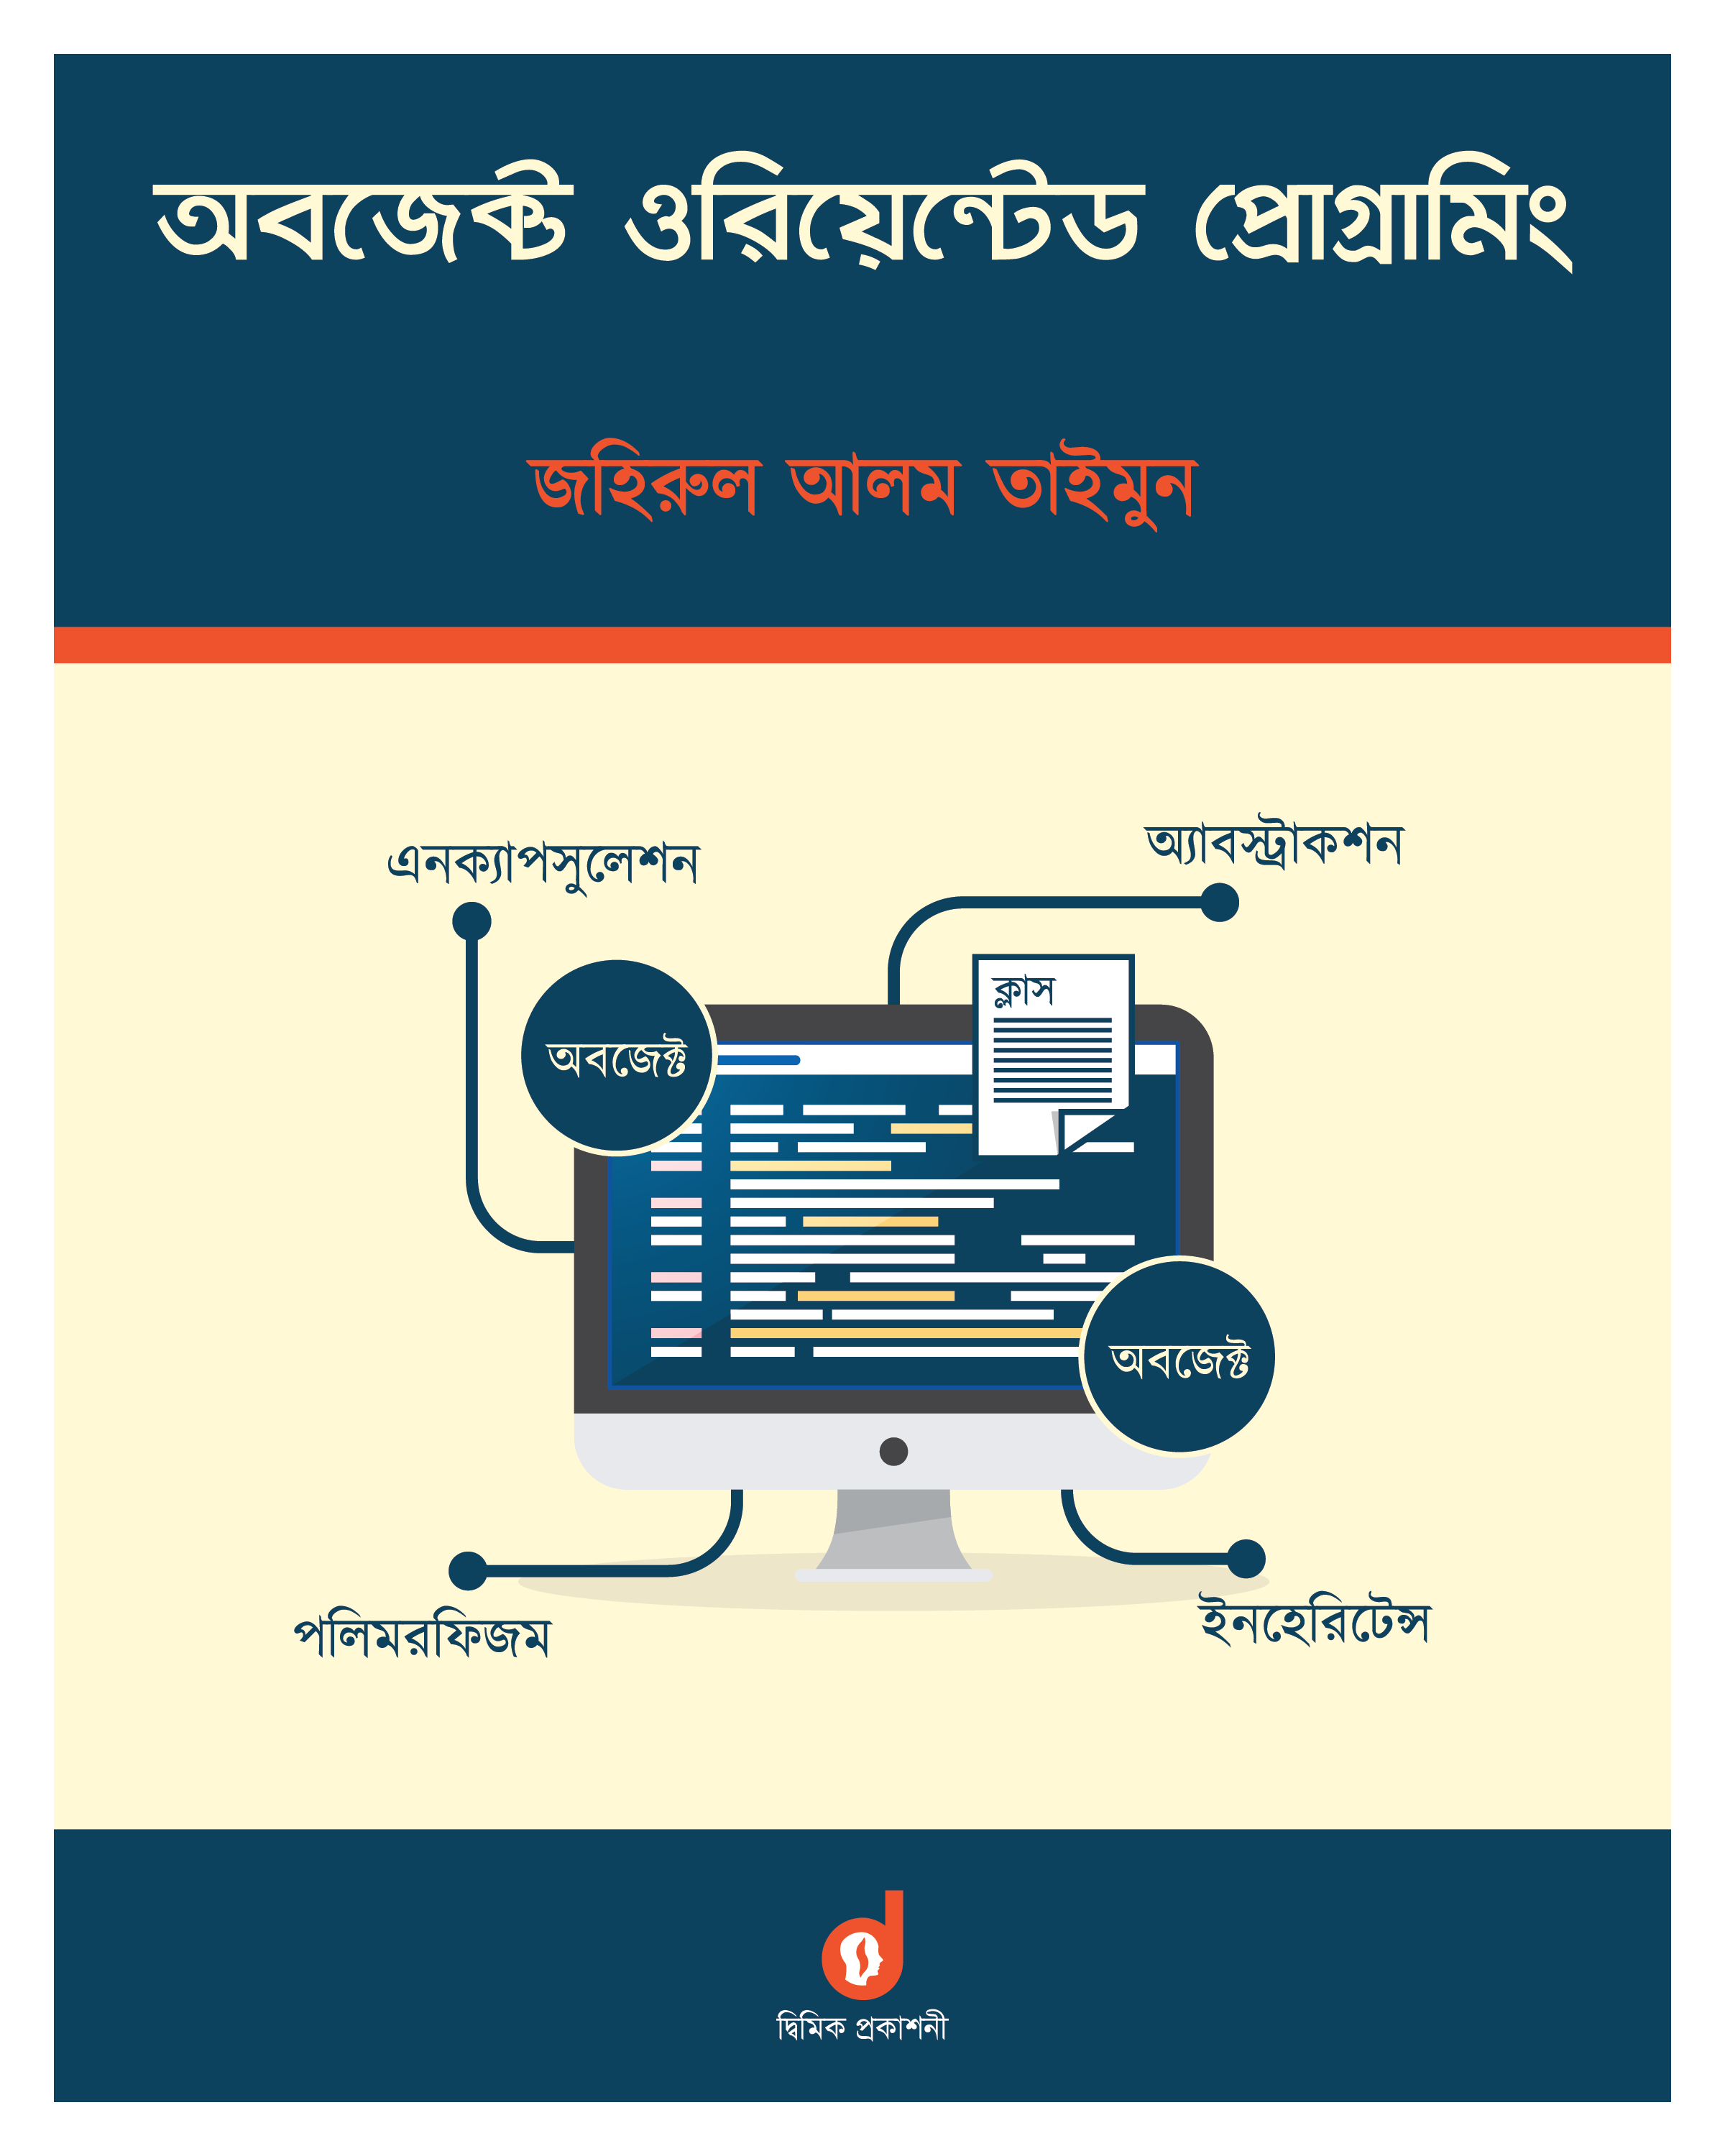 অবজেক্ট ওরিয়েন্টেড প্রোগ্রামিং
জহিরুল আলম তাইমুন
এনক্যাপসুলেশন
অ্যাবস্ট্রাকশন
ক্লাস
অবজেক্ট
অবজেক্ট
পলিমরফিজম
ইনহেরিটেন্স
দ্বিমিক প্রকাশনী